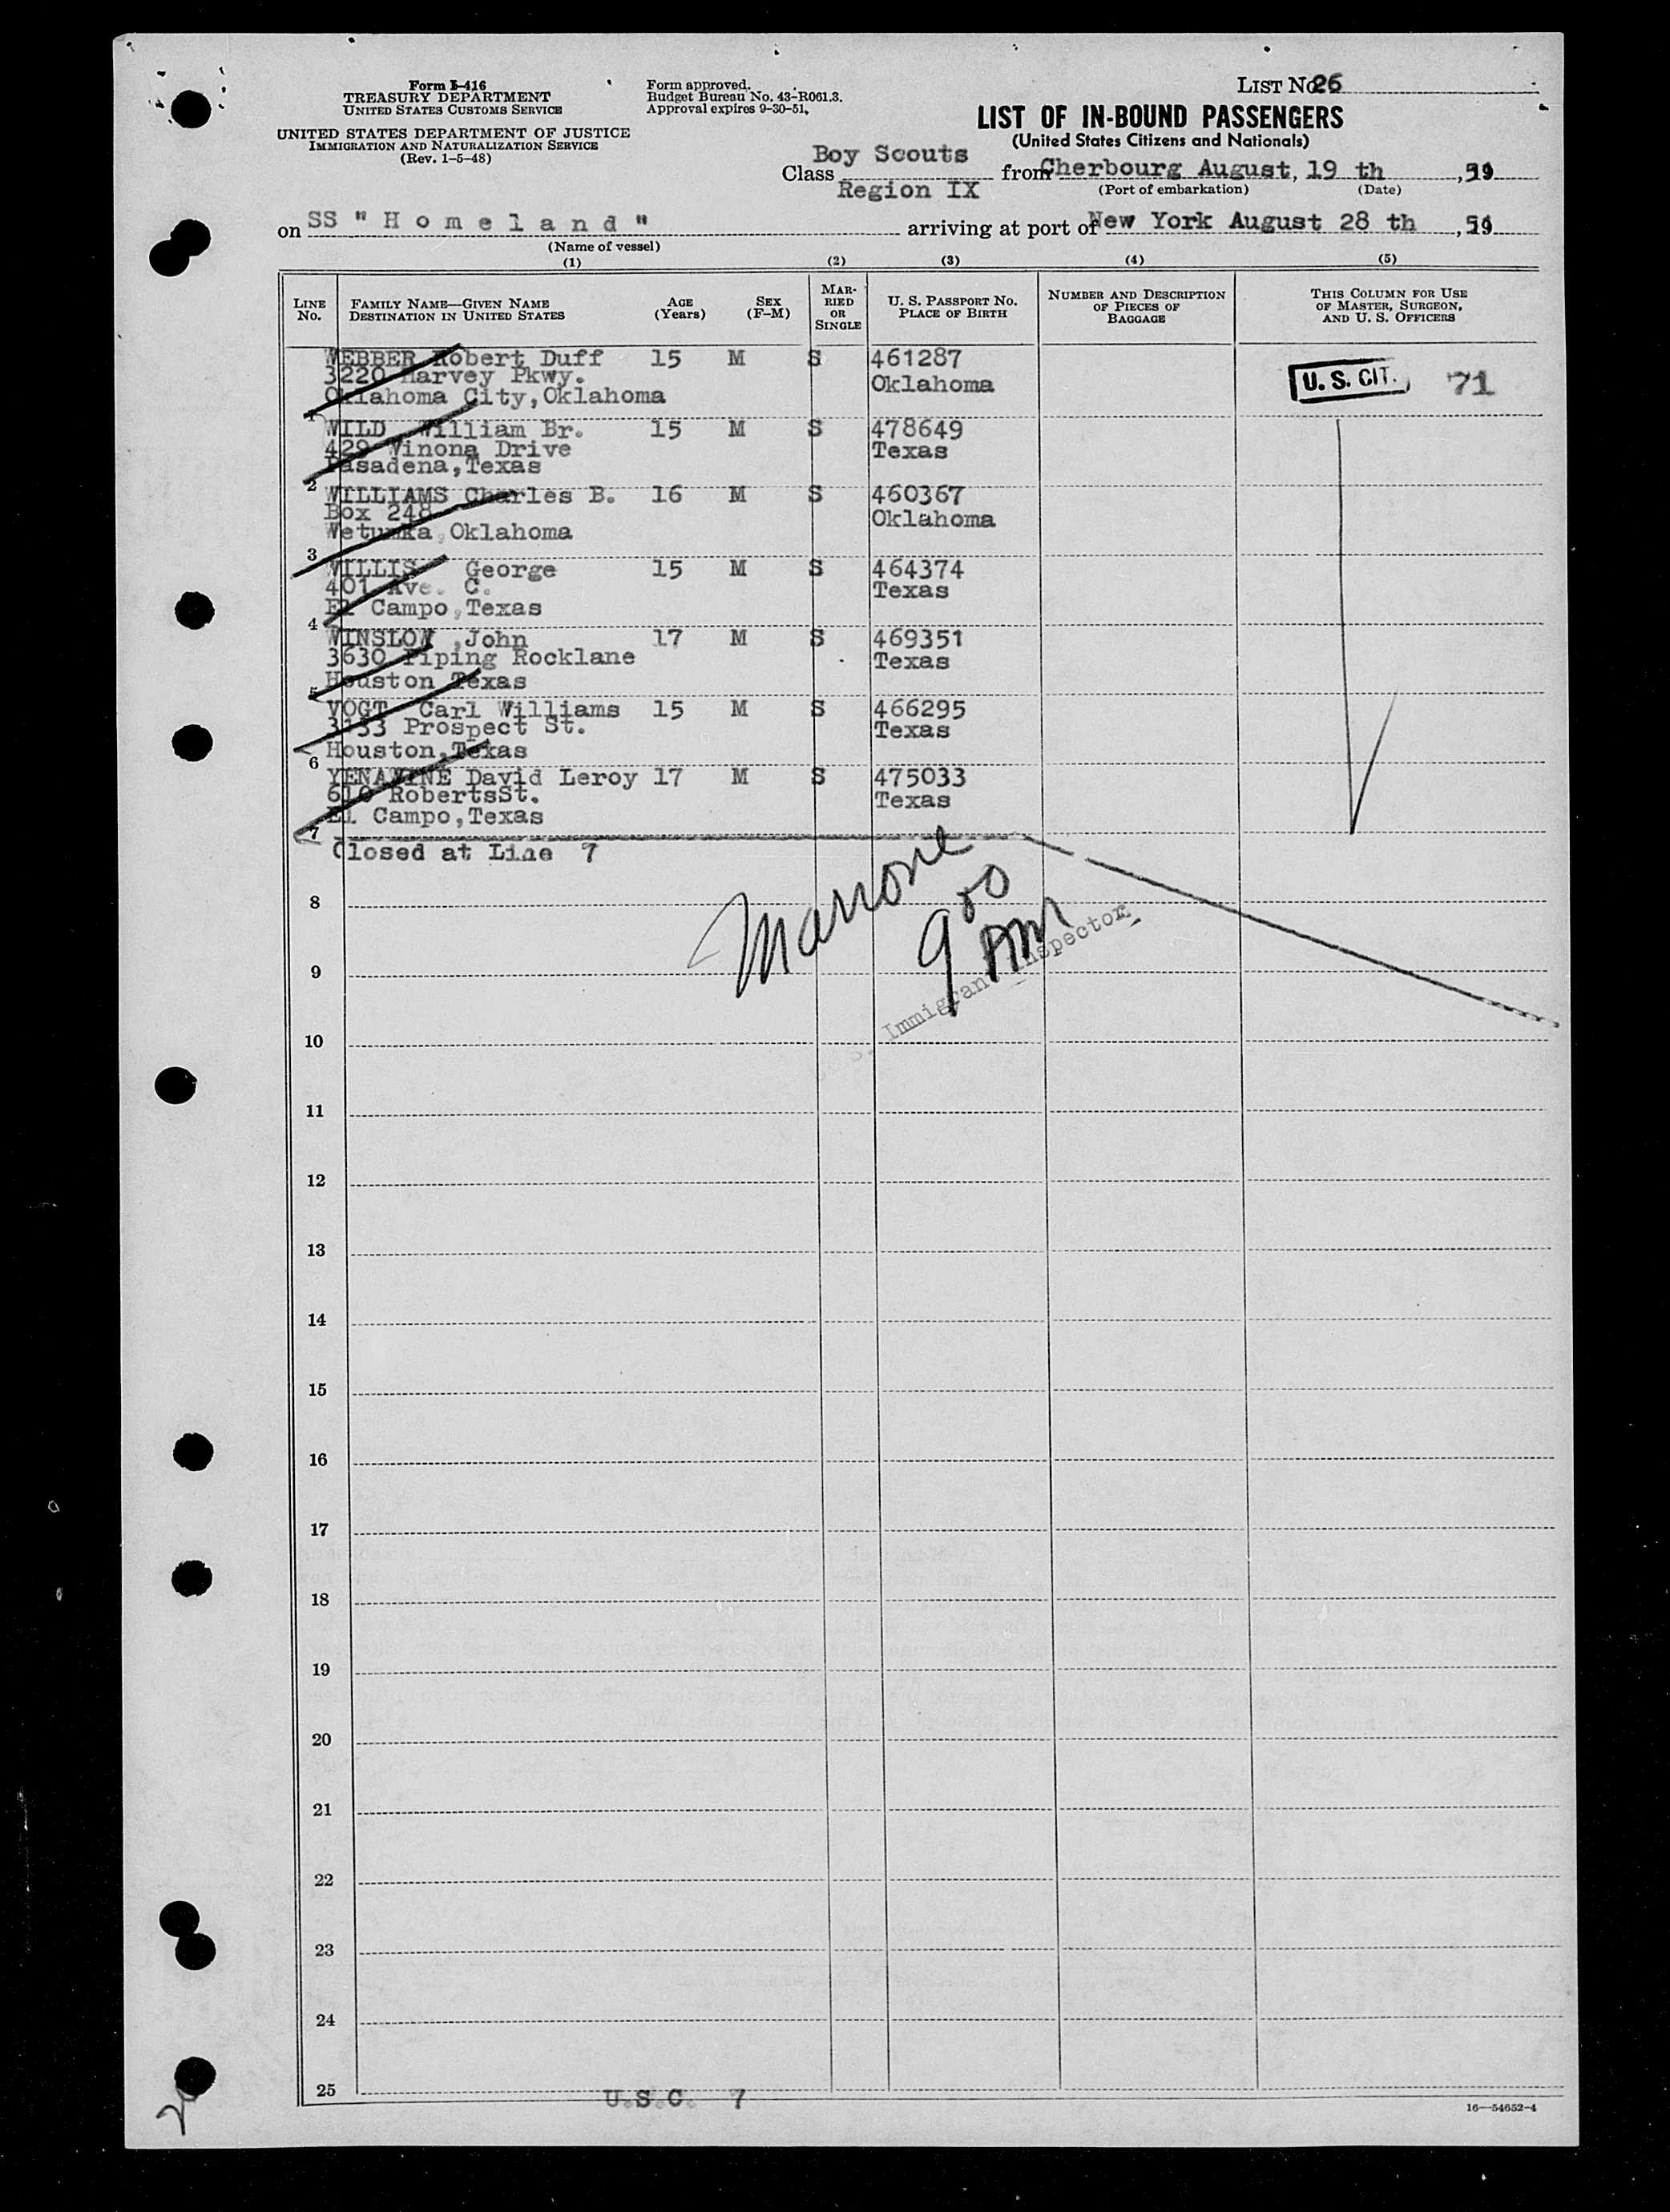 Form I-416
TREASURY DEPARTMENT
UNITED STATES CUSTOMS SERVICE
UNITED STATES DEPARTMENT OF JUSTICE
IMMIGRATION AND NATURALIZATION SERVICE
(Rev. 1-5-48)
Form approved.
Budget Bureau No. 43-R061.3.
Approval expires 9-30-51.
LIST No. 26
LIST OF IN-BOUND PASSENGERS
(United States Citizens and Nationals)
Class Boy Scouts from Cherbourg August, 19 th , 19
Region IX (Port of embarkation) (Date)
on SS "H o m e l a n d" arriving at port of New York August 28 th , 19
(Name of vessel)
(1) (2) (3) (4) (5)
LINE No. FAMILY NAME—GIVEN NAME DESTINATION IN UNITED STATES AGE (Years) SEX (F-M) MARRIED OR SINGLE U. S. PASSPORT NO. PLACE OF BIRTH NUMBER AND DESCRIPTION OF PIECES OF BAGGAGE THIS COLUMN FOR USE OF MASTER, SURGEON, AND U. S. OFFICERS
WEBBER Robert Duff 15 M S 461287
3220 Harvey Pkwy. Oklahoma U. S. CIT. 71
Oklahoma City, Oklahoma
1
WILD William Br. 15 M S 478649
429 Winona Drive Texas
Pasadena, Texas
2
WILLIAMS Charles B. 16 M S 460367
Box 248 Oklahoma
Wetumka, Oklahoma
3
WILLIS George 15 M S 464374
401 Ave. C. Texas
El Campo, Texas
4
WINSLOW ,John 17 M S 469351
3630 Piping Rocklane Texas
Houston Texas
5
VOGT Carl Williams 15 M S 466295
3133 Prospect St. Texas
Houston, Texas
6
YENAWINE David Leroy 17 M S 475033
610 RobertsSt. Texas
El Campo, Texas
7
Closed at Line 7
Marrone
9 00
AM
S. Immigrant Inspector
8
9
10
11
12
13
14
15
16
17
18
19
20
21
22
23
24
25
U.S.C. 7
16—54652-4